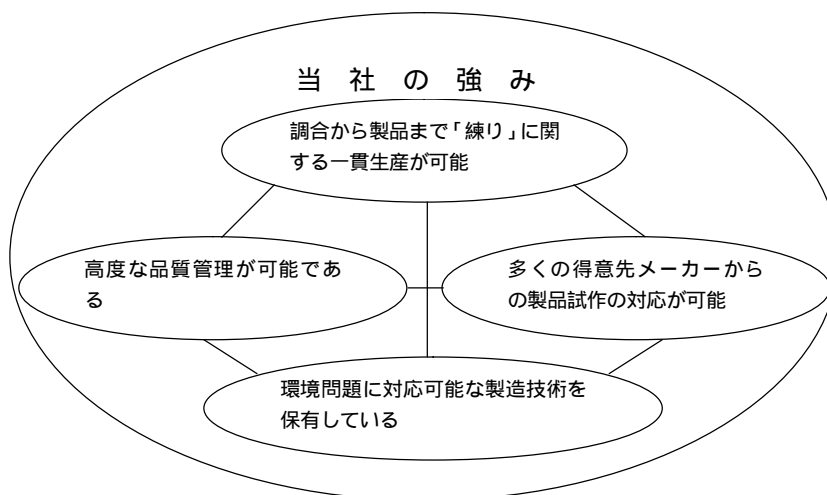 当社の強み
調合から製品まで「練り」に関
する一貫生産が可能
高度な品質管理が可能であ
る
多くの得意先メーカーから
の製品試作の対応が可能
環境問題に対応可能な製造技術を
保有している